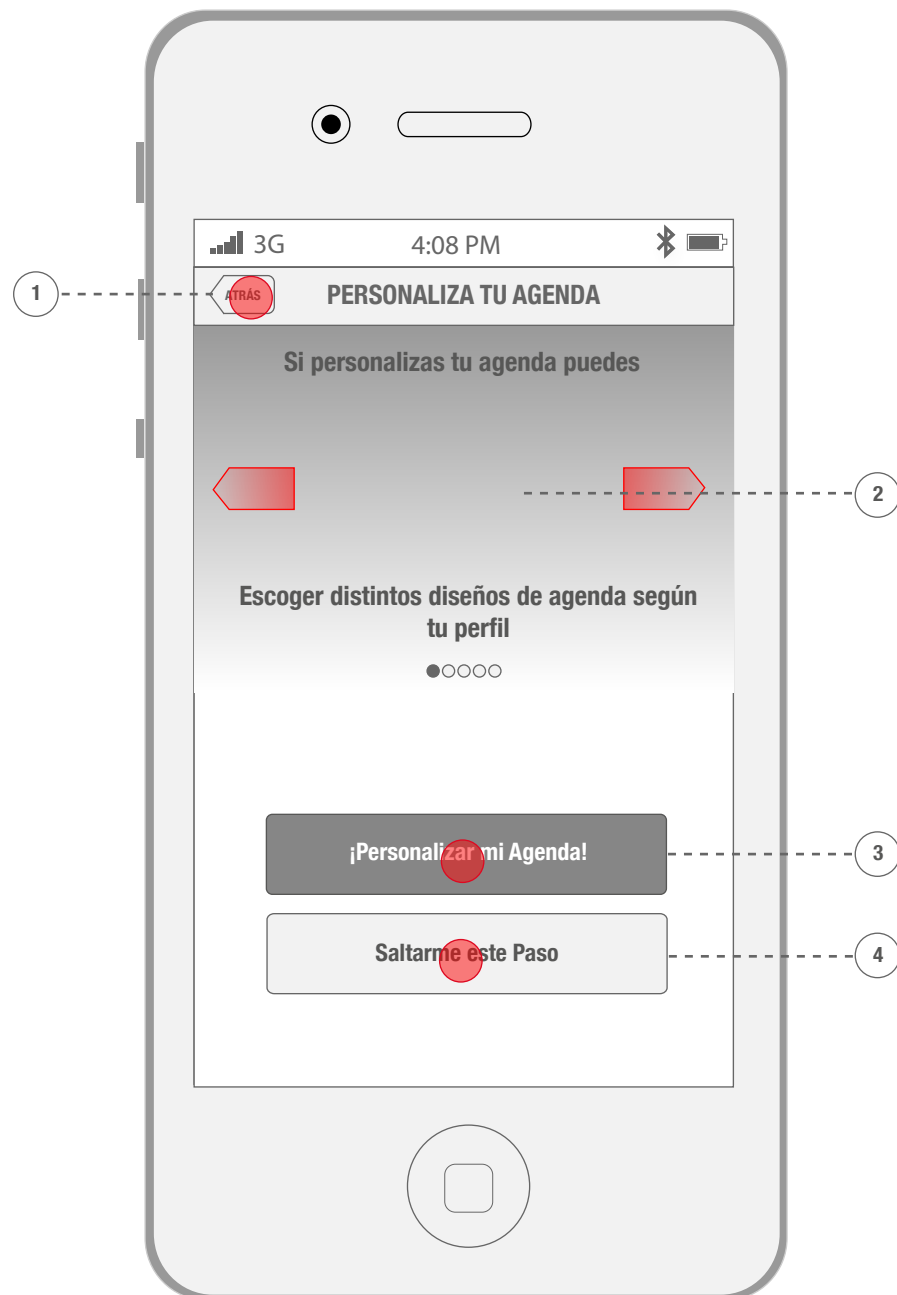 3G 4:08 PM
1
ATRÁS PERSONALIZA TU AGENDA
Si personalizas tu agenda puedes
2
Escoger distintos diseños de agenda según
tu perfil
¡Personalizar mi Agenda!
3
Saltarme este Paso
4